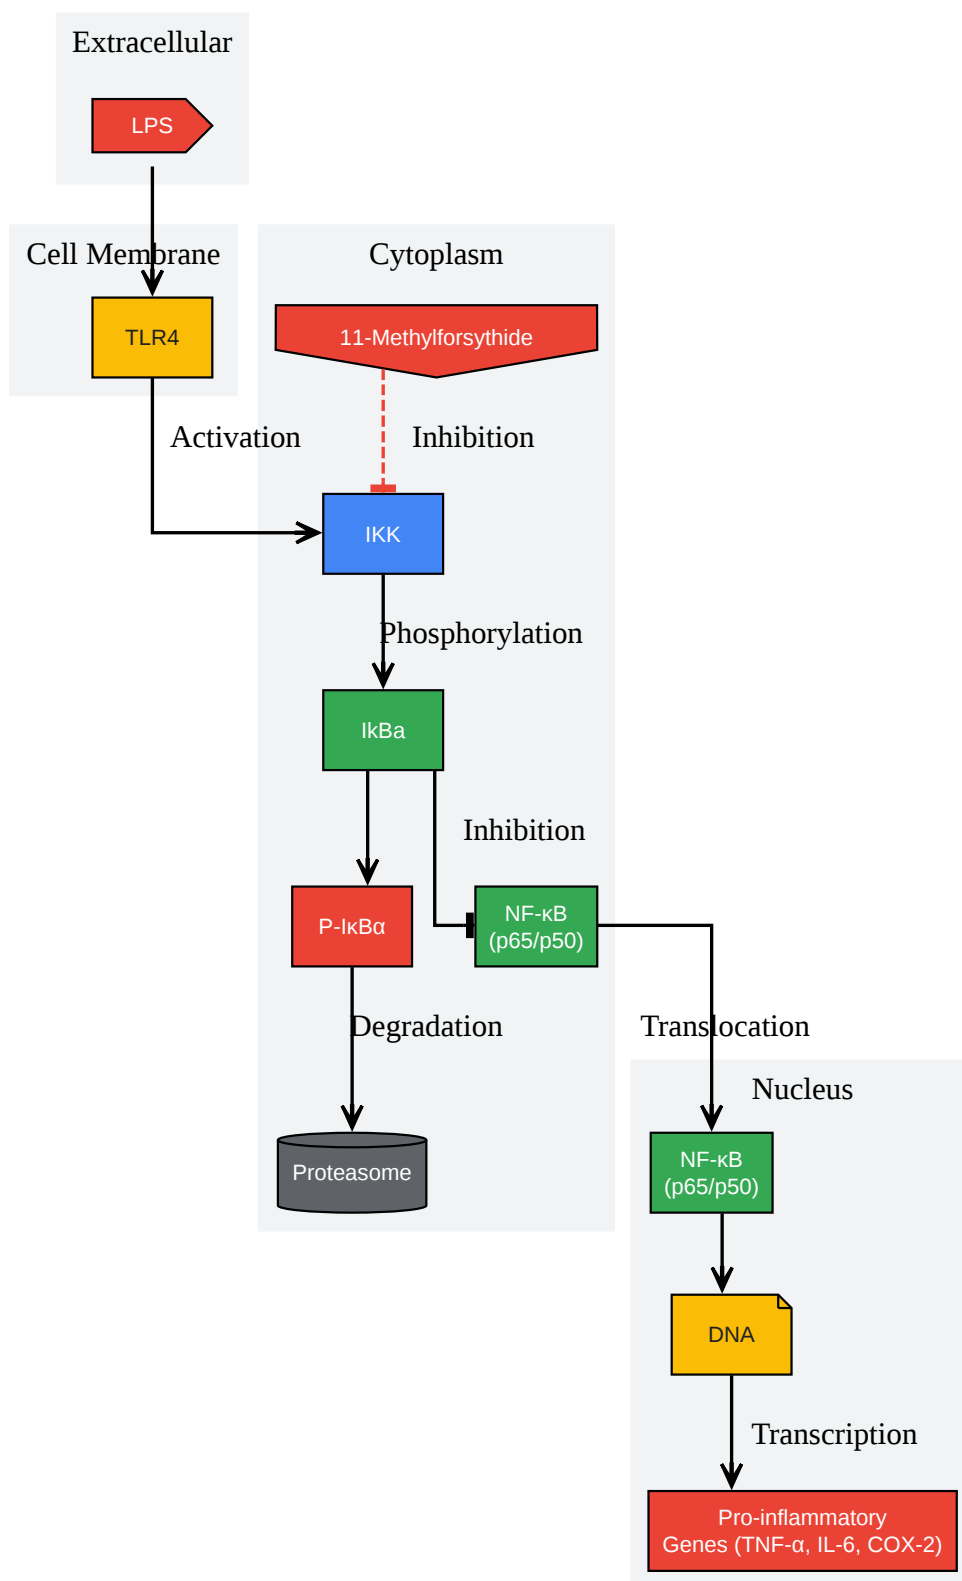 Extracellular
LPS
Cell Membrane
Cytoplasm
TLR4
11-Methylforsythide
Activation
Inhibition
IKK
Phosphorylation
IkBa
Inhibition
P-IκBα
NF-κB
(p65/p50)
Degradation
Translocation
Nucleus
Proteasome
NF-κB
(p65/p50)
DNA
Transcription
Pro-inflammatory
Genes (TNF-α, IL-6, COX-2)